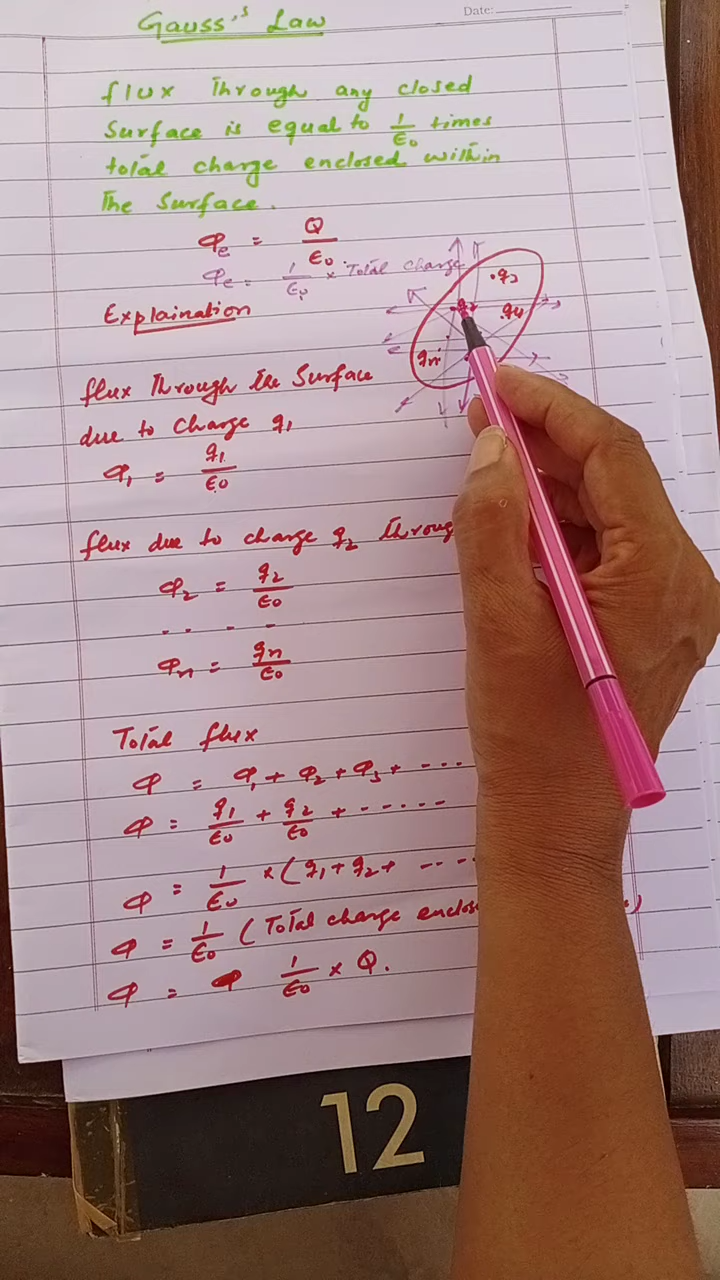 Gauss's Law
Date:
flux Through any closed
Surface is equal to 1/ε0 times
total charge enclosed within
The Surface.
Φe = Q/ε0
Φe = 1/ε0 × Total Charge
Explaination
q3
q4
qn
flux Through the Surface
due to charge q1
Φ1 = q1/ε0
flux due to charge q2 Throug
Φ2 = q2/ε0
- - - -
Φn = qn/ε0
Total flux
Φ = Φ1 + Φ2 + Φ3 + ----
Φ = q1/ε0 + q2/ε0 + -----
Φ = 1/ε0 × (q1 + q2 + ----
Φ = 1/ε0 (Total charge enclos )
Φ = 1/ε0 × Q.
12